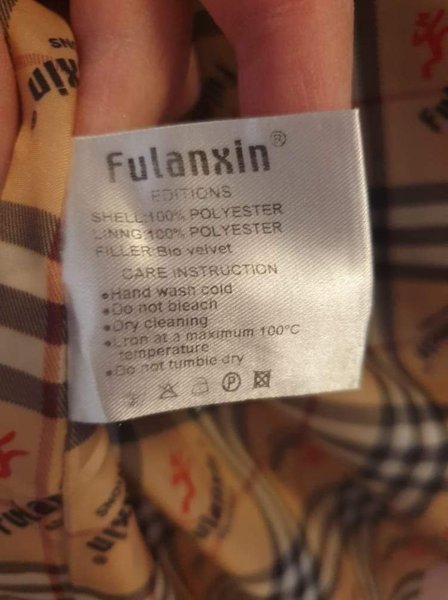 Fulanxin®
EDITIONS
SHELL:100% POLYESTER
LINNG:100% POLYESTER
FILLER:Bio velvet
CARE INSTRUCTION
•Hand wash cold
•Do not bleach
•Dry cleaning
•Lron at a maximum 100°C
temperature
•Do not tumble dry
P